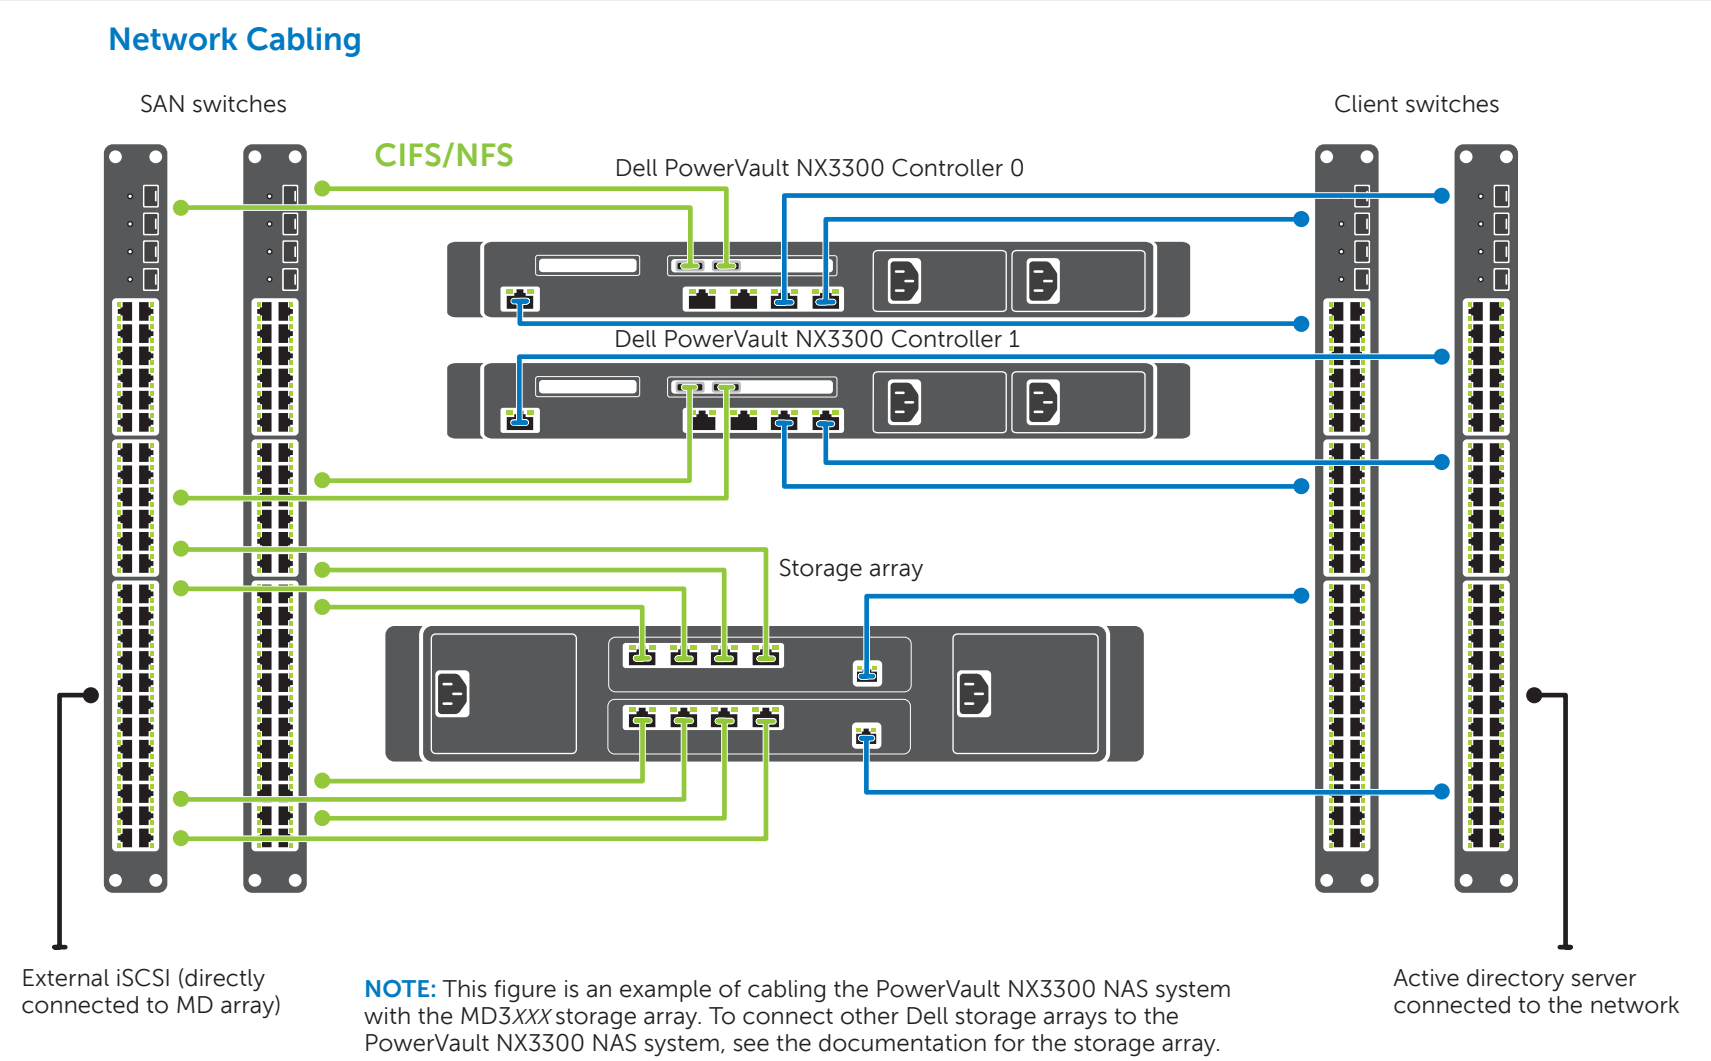 Network Cabling
SAN switches
Client switches
CIFS/NFS
Dell PowerVault NX3300 Controller 0
Dell PowerVault NX3300 Controller 1
Storage array
External iSCSI (directly
connected to MD array)
NOTE: This figure is an example of cabling the PowerVault NX3300 NAS system
with the MD3XXX storage array. To connect other Dell storage arrays to the
PowerVault NX3300 NAS system, see the documentation for the storage array.
Active directory server
connected to the network